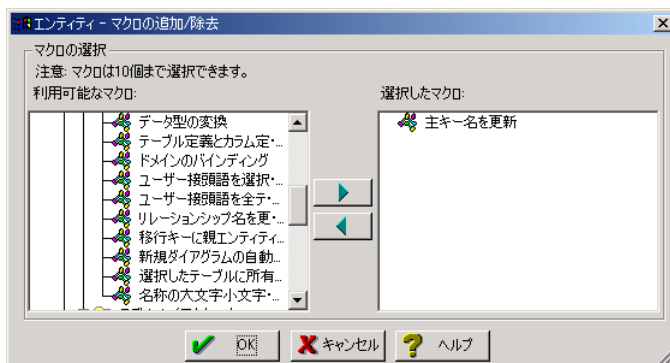 エンティティ - マクロの追加/除去
マクロの選択
注意: マクロは10個まで選択できます。
利用可能なマクロ:
選択したマクロ:
データ型の変換
テーブル定義とカラム定・...
ドメインのバインディング
ユーザー接頭語を選択・...
ユーザー接頭語を全テ・...
リレーションシップ名を更・...
移行キーに親エンティティ...
新規ダイアグラムの自動...
選択したテーブルに所有...
名称の大文字小文字・...
主キー名を更新
OK
キャンセル
ヘルプ